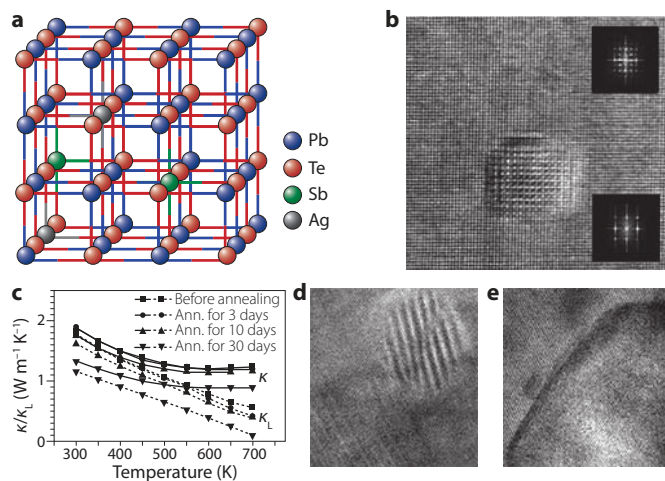 a
Pb
Te
Sb
Ag
b
c
Before annealing
Ann. for 3 days
Ann. for 10 days
Ann. for 30 days
2
1
0
κ
κL
κ/κL (W m⁻¹ K⁻¹)
300 400 500 600 700
Temperature (K)
d
e